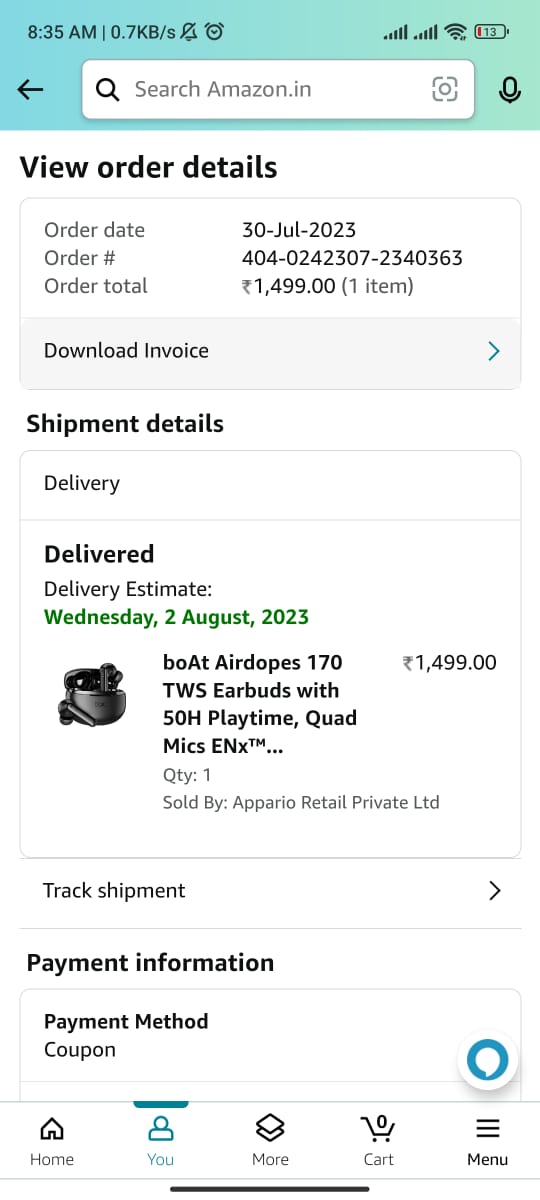 8:35 AM | 0.7KB/s
13
Search Amazon.in
View order details
Order date 30-Jul-2023
Order # 404-0242307-2340363
Order total ₹1,499.00 (1 item)
Download Invoice
Shipment details
Delivery
Delivered
Delivery Estimate:
Wednesday, 2 August, 2023
boAt Airdopes 170 ₹1,499.00
TWS Earbuds with
50H Playtime, Quad
Mics ENx™...
Qty: 1
Sold By: Appario Retail Private Ltd
Track shipment
Payment information
Payment Method
Coupon
0
Home You More Cart Menu